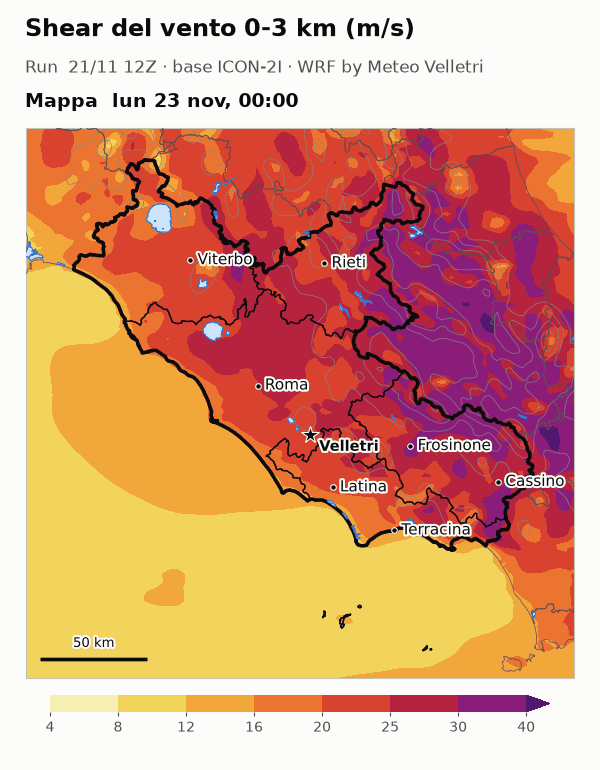 Shear del vento 0-3 km (m/s)
Run  21/11 12Z · base ICON-2I · WRF by Meteo Velletri
Mappa  lun 23 nov, 00:00
Viterbo
Rieti
Roma
Velletri
Frosinone
Cassino
Latina
Terracina
50 km
4 8 12 16 20 25 30 40